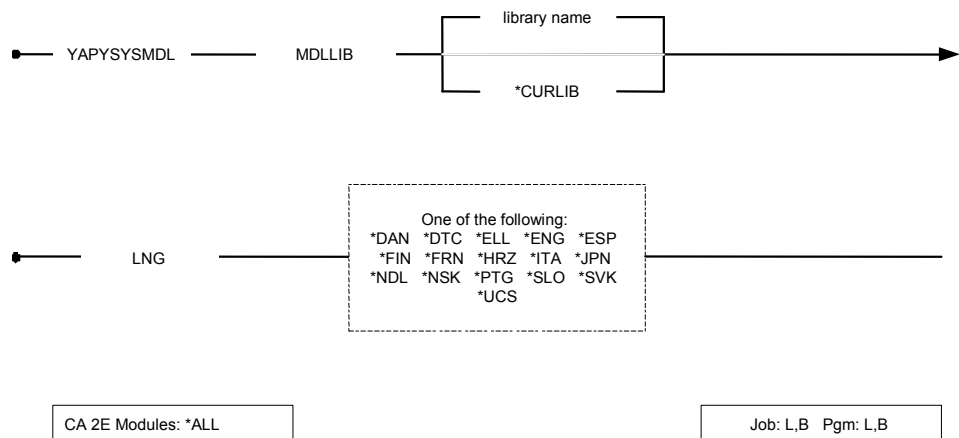 library name
YAPYSYSMDL MDLLIB
*CURLIB
One of the following:
*DAN *DTC *ELL *ENG *ESP
*FIN *FRN *HRZ *ITA *JPN
*NDL *NSK *PTG *SLO *SVK
*UCS
LNG
CA 2E Modules: *ALL
Job: L,B Pgm: L,B